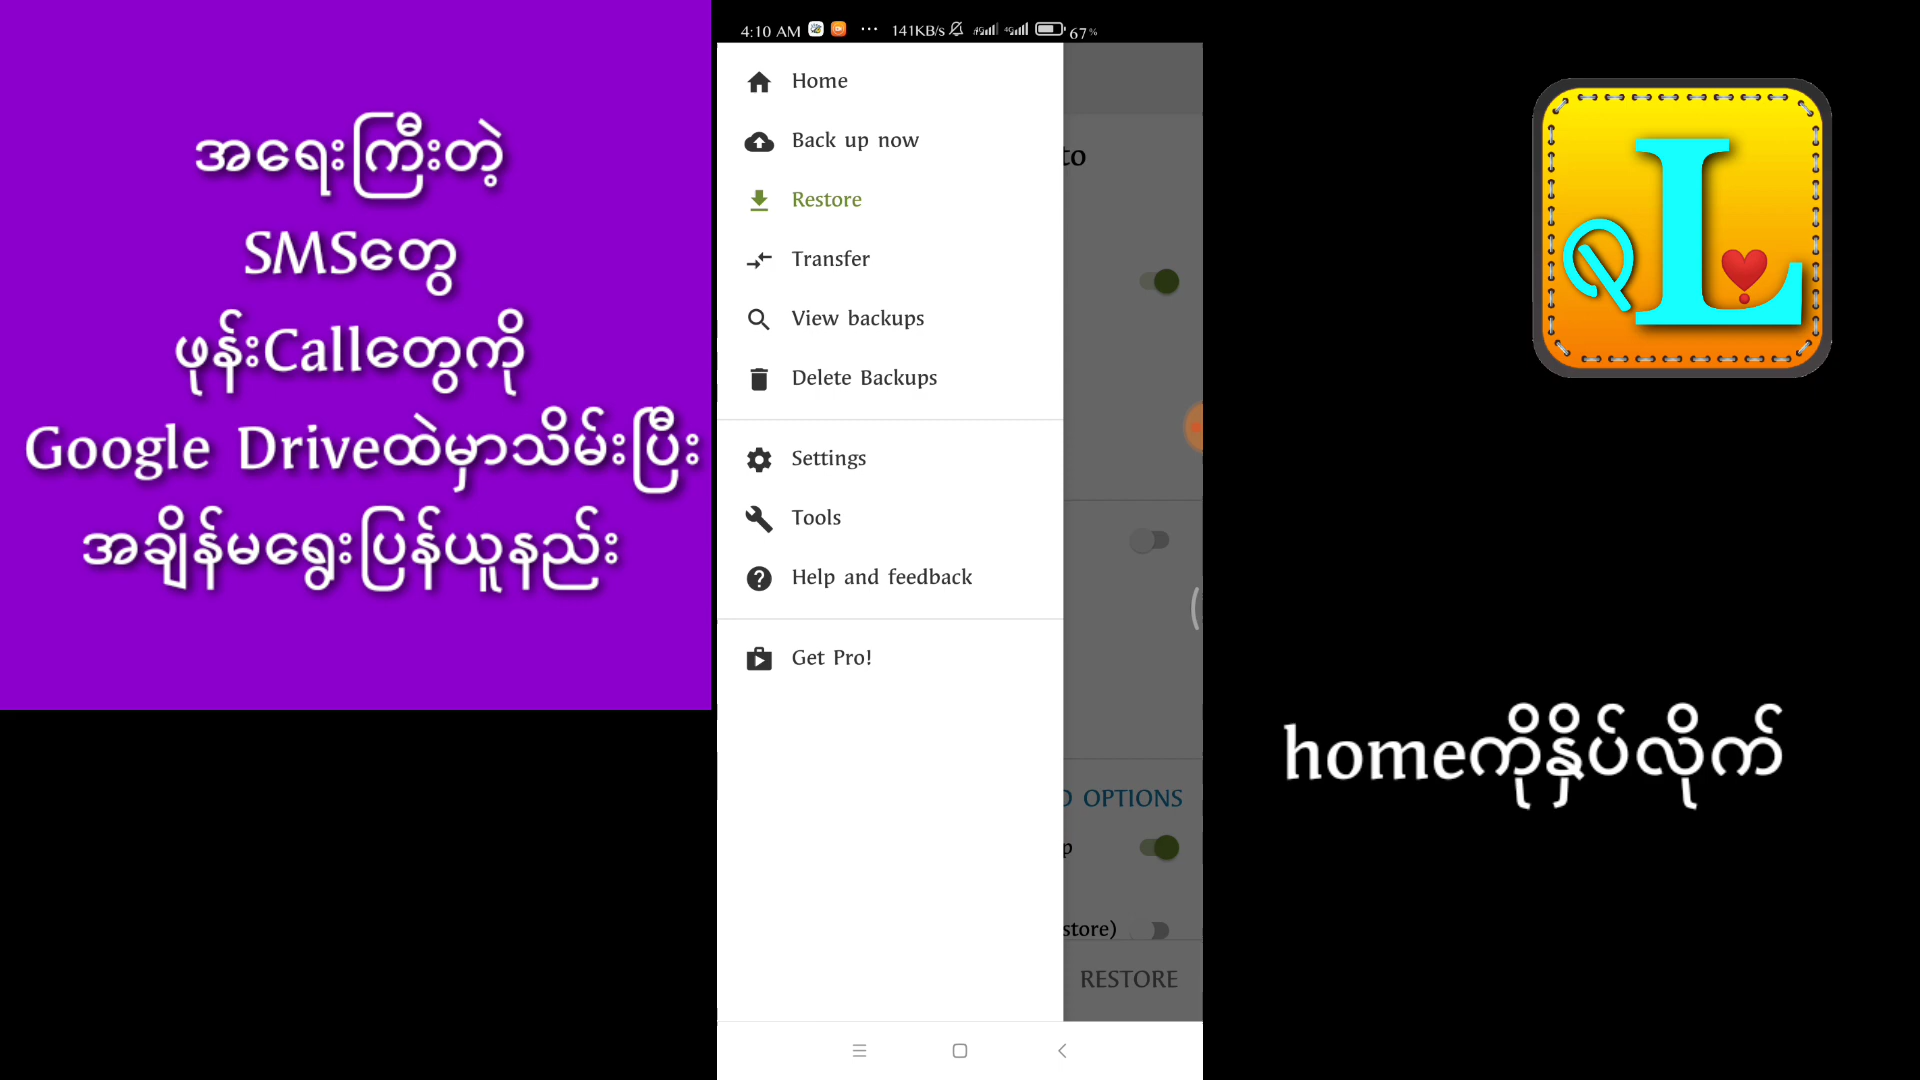 အရေးကြီးတဲ့
SMSတွေ
ဖုန်းCallတွေကို
Google Driveထဲမှာသိမ်းပြီး
အချိန်မရွေးပြန်ယူနည်း
4:10 AM ... 141KB/s 4G 4G 67%
Home
Back up now
Restore
Transfer
View backups
Delete Backups
Settings
Tools
Help and feedback
Get Pro!
to
OPTIONS
p
store)
RESTORE
L
homeကိုနှိပ်လိုက်